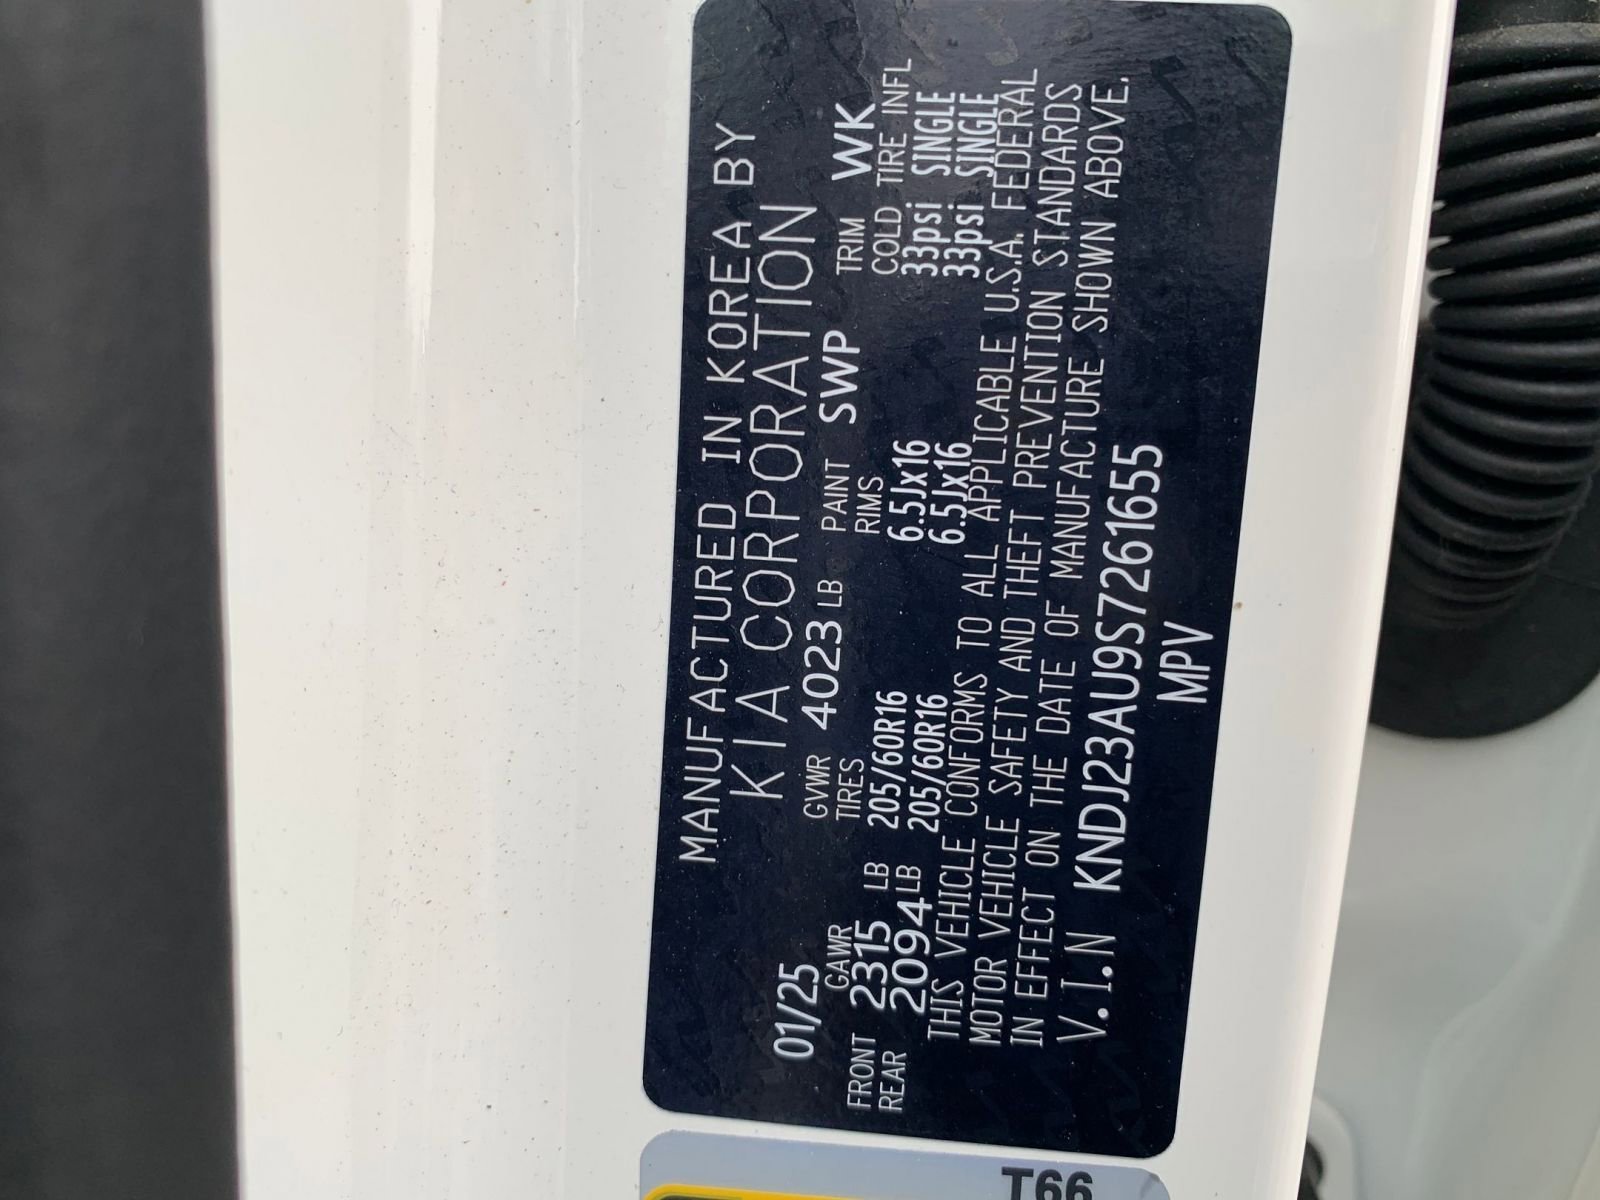 MANUFACTURED IN KOREA BY
KIA CORPORATION
01/25 GVWR 4023 LB PAINT SWP TRIM WK
GAWR TIRES RIMS COLD TIRE INFL
FRONT 2315 LB 205/60R16 6.5Jx16 33psi SINGLE
REAR 2094 LB 205/60R16 6.5Jx16 33psi SINGLE
THIS VEHICLE CONFORMS TO ALL APPLICABLE U.S.A. FEDERAL
MOTOR VEHICLE SAFETY AND THEFT PREVENTION STANDARDS
IN EFFECT ON THE DATE OF MANUFACTURE SHOWN ABOVE.
V.I.N KNDJ23AU9S7261655
MPV
T66